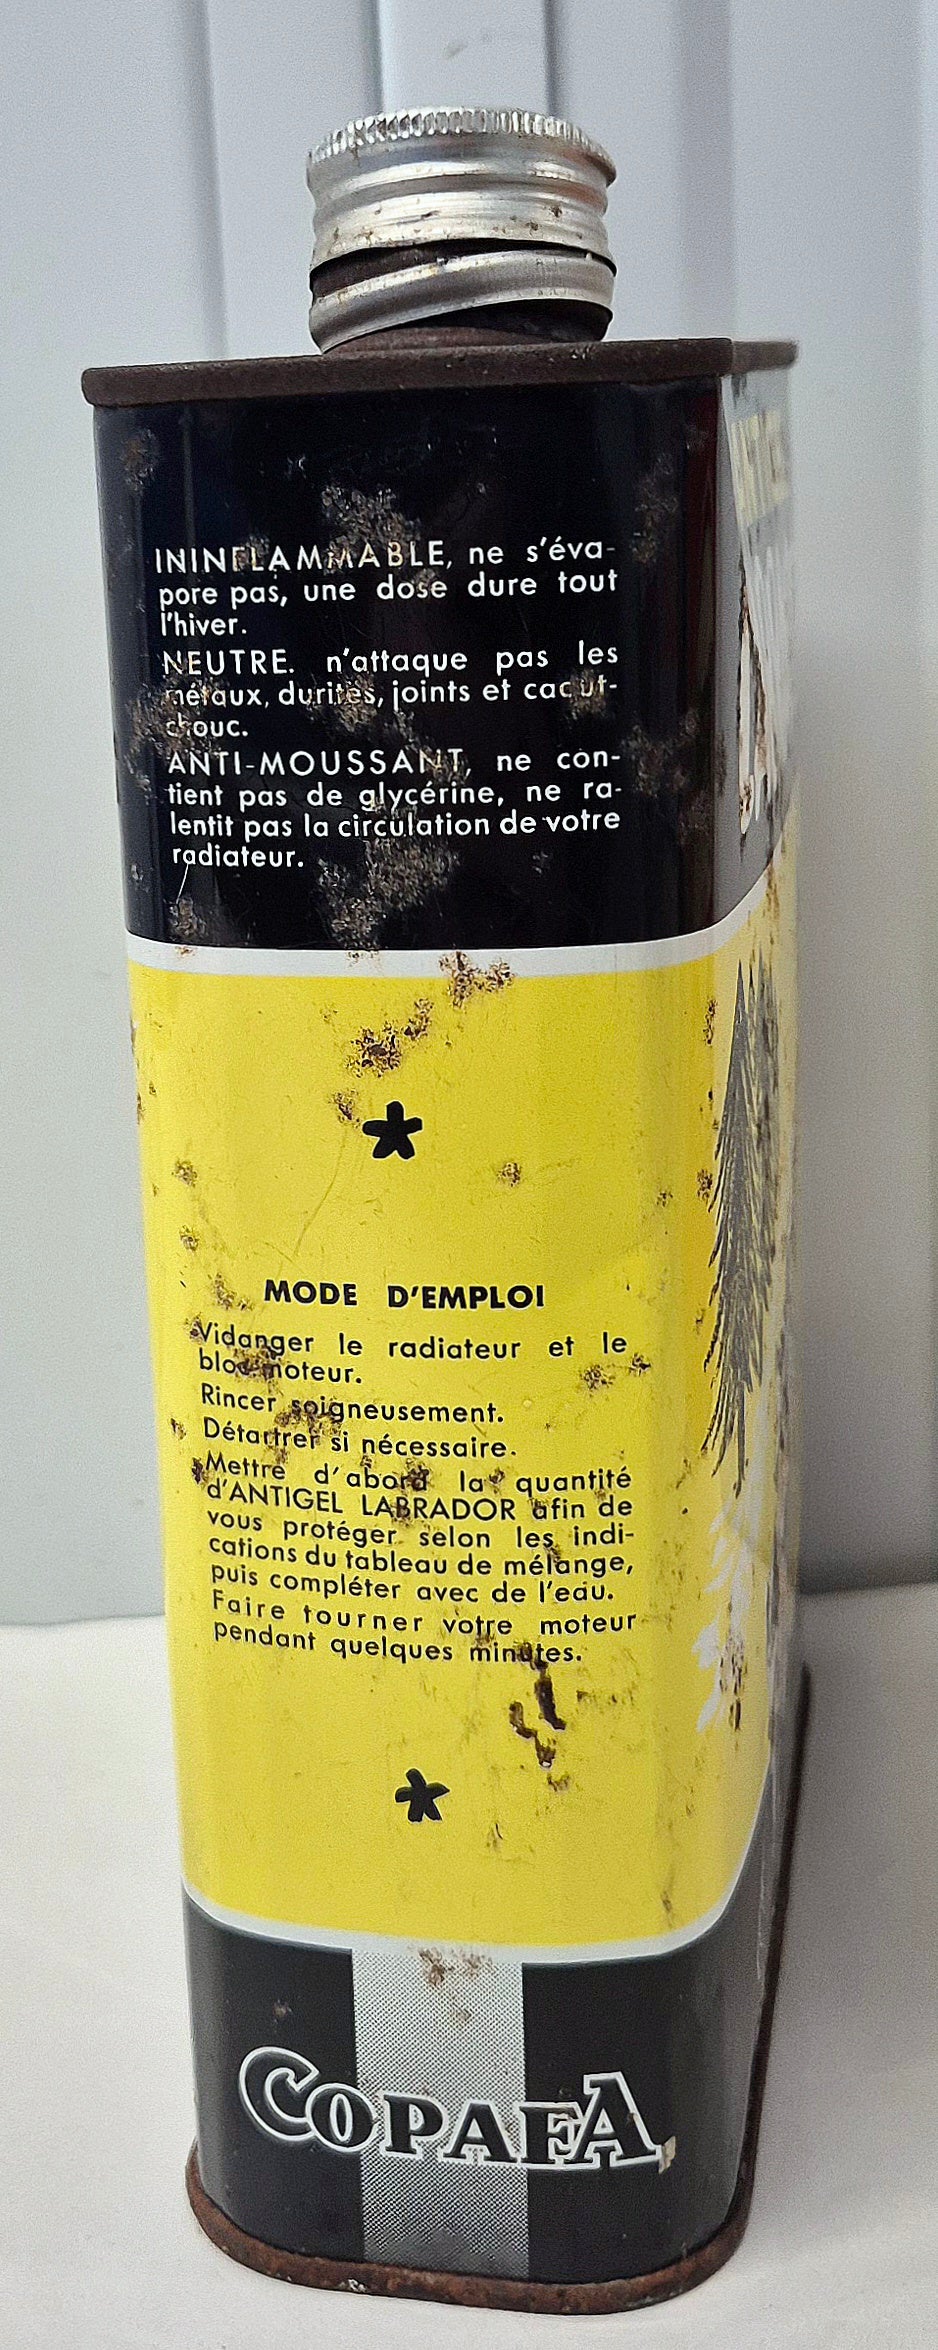 ININFLAMMABLE, ne s'éva-
pore pas, une dose dure tout
l'hiver.
NEUTRE. n'attaque pas les
métaux, durites, joints et caout-
chouc.
ANTI-MOUSSANT, ne con-
tient pas de glycérine, ne ra-
lentit pas la circulation de votre
radiateur.
MODE D'EMPLOI
Vidanger le radiateur et le
bloc-moteur.
Rincer soigneusement.
Détartrer si nécessaire.
Mettre d'abord la quantité
d'ANTIGEL LABRADOR afin de
vous protéger selon les indi-
cations du tableau de mélange,
puis compléter avec de l'eau.
Faire tourner votre moteur
pendant quelques minutes.
COPAFA